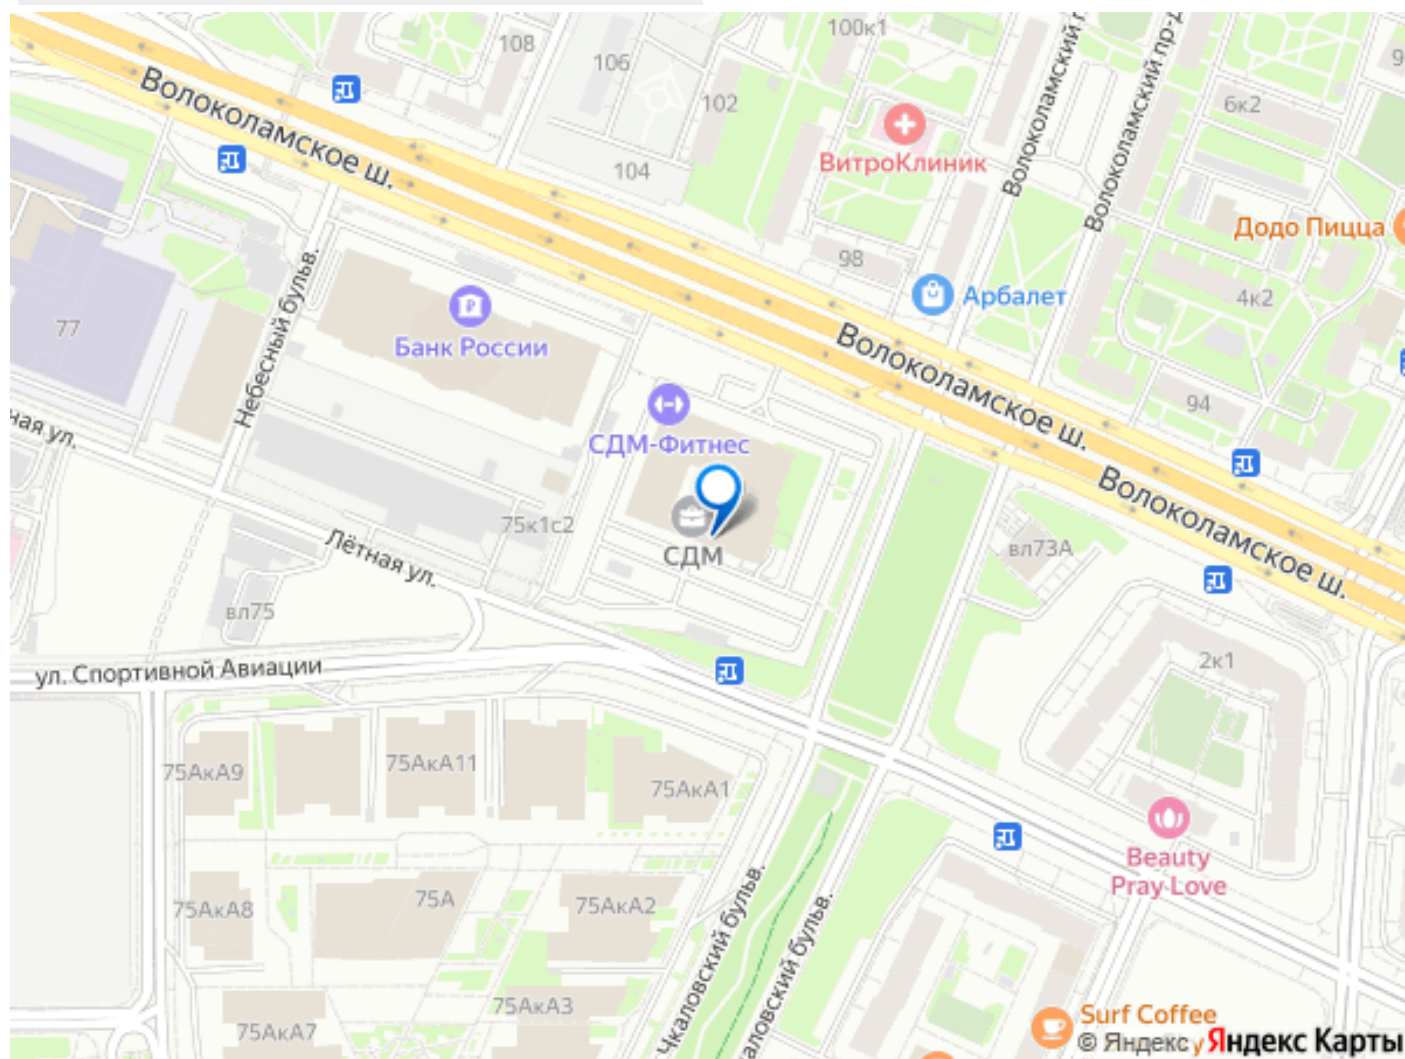 108
106
102
100к1
Волоколамский п
Волоколамский пр-д
6к2
9
Волоколамское ш.
104
ВитроКлиник
98
Додо Пицца
4к2
Арбалет
77
Небесный бульв.
Банк России
Волоколамское ш.
94
СДМ-Фитнес
ная ул.
75к1с2
Лётная ул.
СДМ
вл73А
Волоколамское ш.
вл75
ул. Спортивной Авиации
2к1
75АкА9
75АкА11
75АкА1
Beauty
Pray Love
75АкА8
75А
75АкА2
Чкаловский бульв.
каловский бульв.
75АкА3
75АкА7
Surf Coffee
© Яндекс
y
Яндекс Карты